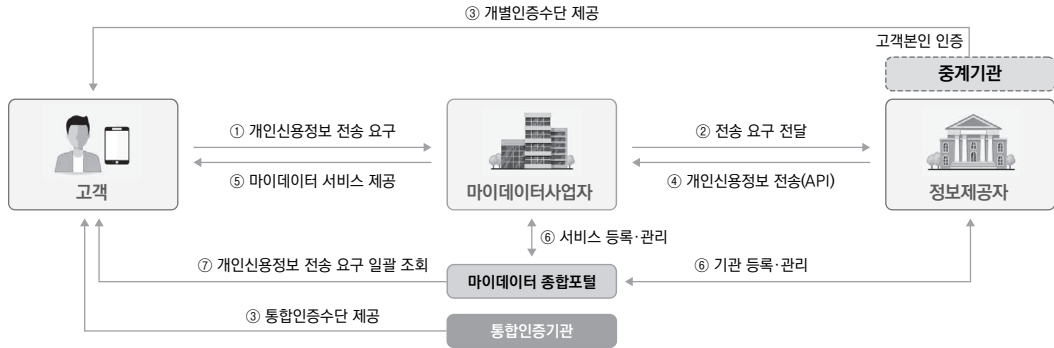 ③ 개별인증수단 제공
고객본인 인증
중계기관
① 개인신용정보 전송 요구
② 전송 요구 전달
⑤ 마이데이터 서비스 제공
④ 개인신용정보 전송(API)
고객
마이데이터사업자
정보제공자
⑥ 서비스 등록·관리
⑦ 개인신용정보 전송 요구 일괄 조회
마이데이터 종합포털
⑥ 기관 등록·관리
③ 통합인증수단 제공
통합인증기관